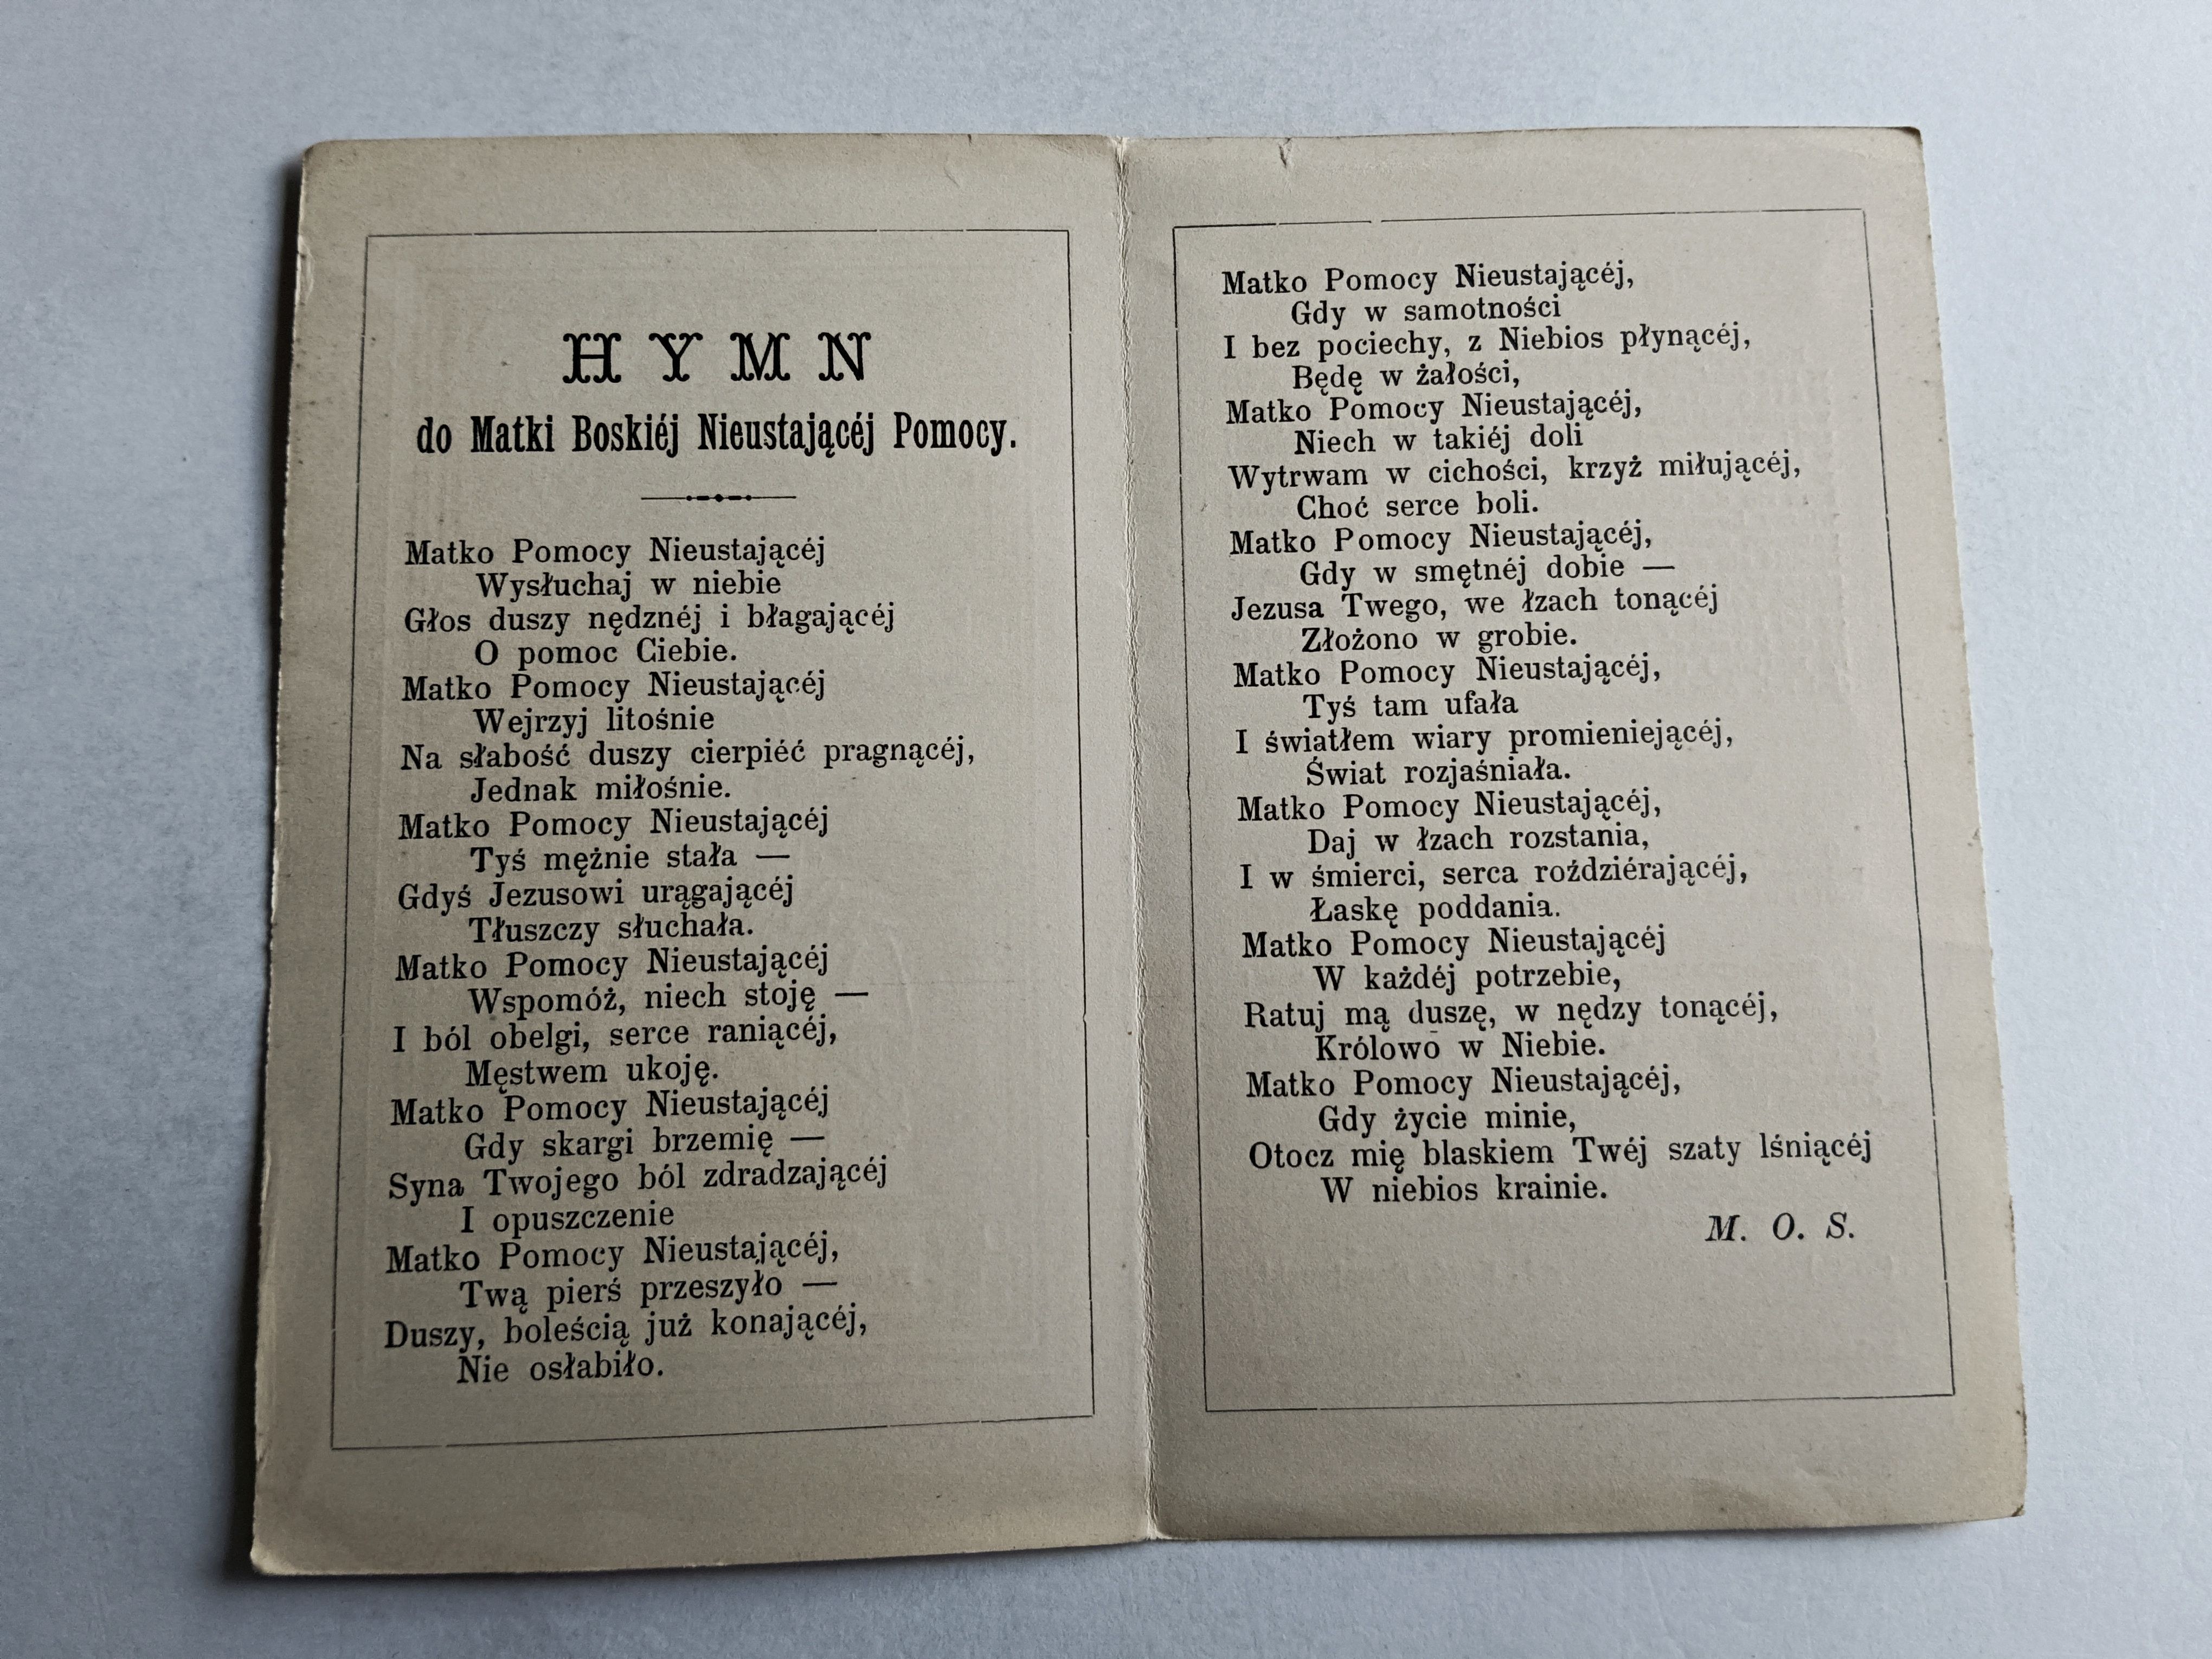 HYMN
do Matki Boskiéj Nieustającéj Pomocy.
Matko Pomocy Nieustającéj
Wysłuchaj w niebie
Głos duszy nędznéj i błagającéj
O pomoc Ciebie.
Matko Pomocy Nieustającéj
Wejrzyj litośnie
Na słabość duszy cierpiéć pragnącéj,
Jednak miłośnie.
Matko Pomocy Nieustającéj
Tyś mężnie stała —
Gdyś Jezusowi urągającéj
Tłuszczy słuchała.
Matko Pomocy Nieustającéj
Wspomóż, niech stoję —
I ból obelgi, serce raniącéj,
Męstwem ukoję.
Matko Pomocy Nieustającéj
Gdy skargi brzemię —
Syna Twojego ból zdradzającéj
I opuszczenie
Matko Pomocy Nieustającéj,
Twą pierś przeszyło —
Duszy, boleścią już konającéj,
Nie osłabiło.
Matko Pomocy Nieustającéj,
Gdy w samotności
I bez pociechy, z Niebios płynącéj,
Będę w żałości,
Matko Pomocy Nieustającéj,
Niech w takiéj doli
Wytrwam w cichości, krzyż miłującéj,
Choć serce boli.
Matko Pomocy Nieustającéj,
Gdy w smętnéj dobie —
Jezusa Twego, we łzach tonącéj
Złożono w grobie.
Matko Pomocy Nieustającéj,
Tyś tam ufała
I światłem wiary promieniejącéj,
Świat rozjaśniała.
Matko Pomocy Nieustającéj,
Daj w łzach rozstania,
I w śmierci, serca roździérającéj,
Łaskę poddania.
Matko Pomocy Nieustającéj
W każdéj potrzebie,
Ratuj mą duszę, w nędzy tonącéj,
Królowo w Niebie.
Matko Pomocy Nieustającéj,
Gdy życie minie,
Otocz mię blaskiem Twéj szaty lśniącéj
W niebios krainie.
M. O. S.